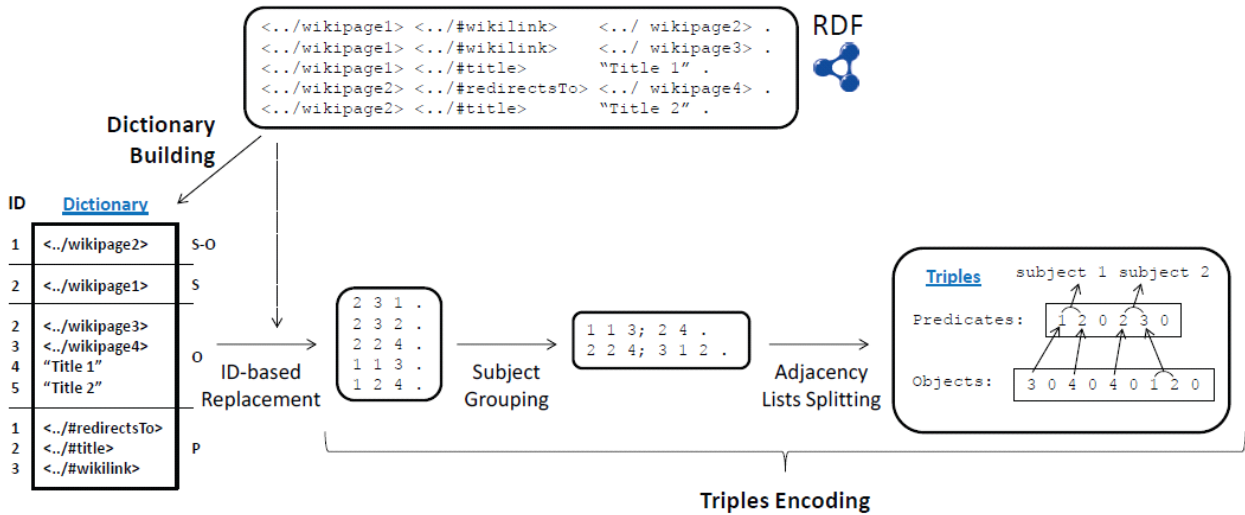 <../wikipage1> <../#wikilink> <../ wikipage2> .
<../wikipage1> <../#wikilink> <../ wikipage3> .
<../wikipage1> <../#title> “Title 1” .
<../wikipage2> <../#redirectsTo> <../ wikipage4> .
<../wikipage2> <../#title> “Title 2” .
RDF
Dictionary
Building
ID Dictionary
1 <../wikipage2> S-O
2 <../wikipage1> S
2 <../wikipage3>
3 <../wikipage4>
O
4 “Title 1”
5 “Title 2”
1 <../#redirectsTo>
2 <../#title> P
3 <../#wikilink>
ID-based
Replacement
2 3 1 .
2 3 2 .
2 2 4 .
1 1 3 .
1 2 4 .
Subject
Grouping
1 1 3; 2 4 .
2 2 4; 3 1 2 .
Adjacency
Lists Splitting
Triples subject 1 subject 2
Predicates: 1 2 0 2 3 0
Objects: 3 0 4 0 4 0 1 2 0
Triples Encoding